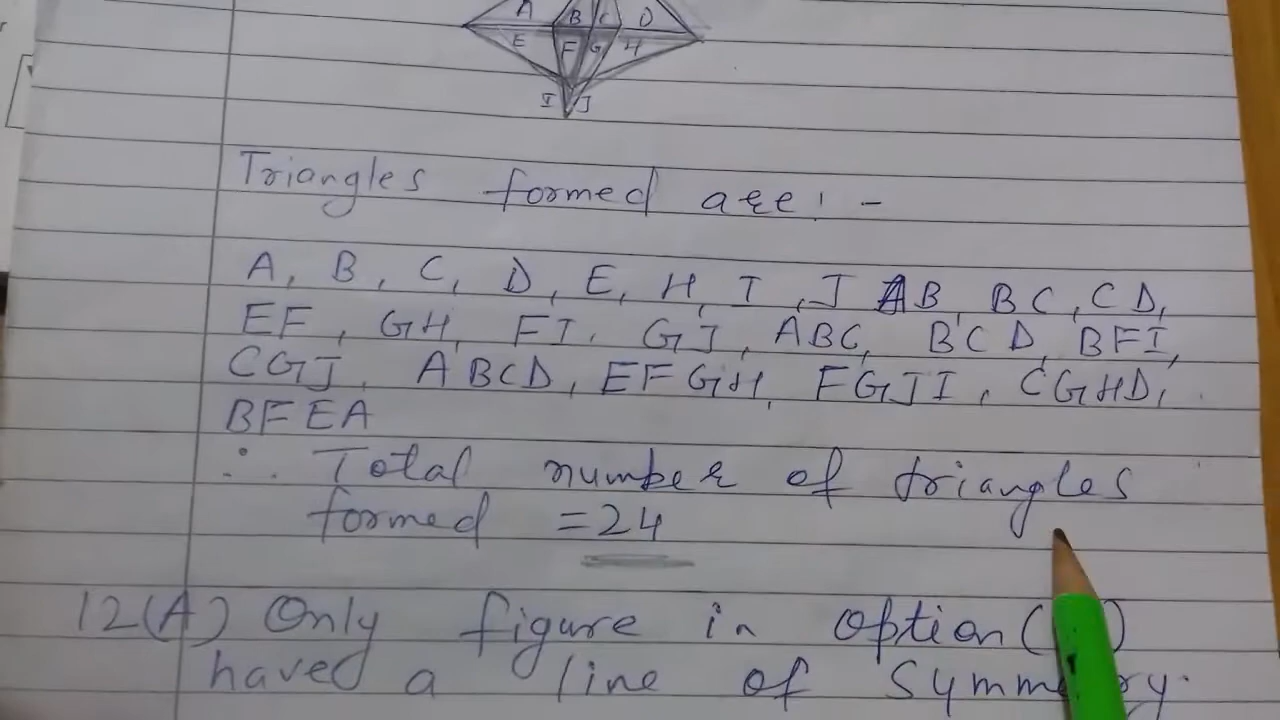 A B C D
E F G H
I J
Triangles formed are:-
A, B, C, D, E, H, I, J AB, BC, CD,
EF, GH, FI, GJ, ABC, BCD, BFI,
CGJ, ABCD, EFGH, FGJI, CGHD,
BFEA
∴ Total number of triangles
formed = 24
12(A) Only figure in option( )
haved a line of Symmetry.